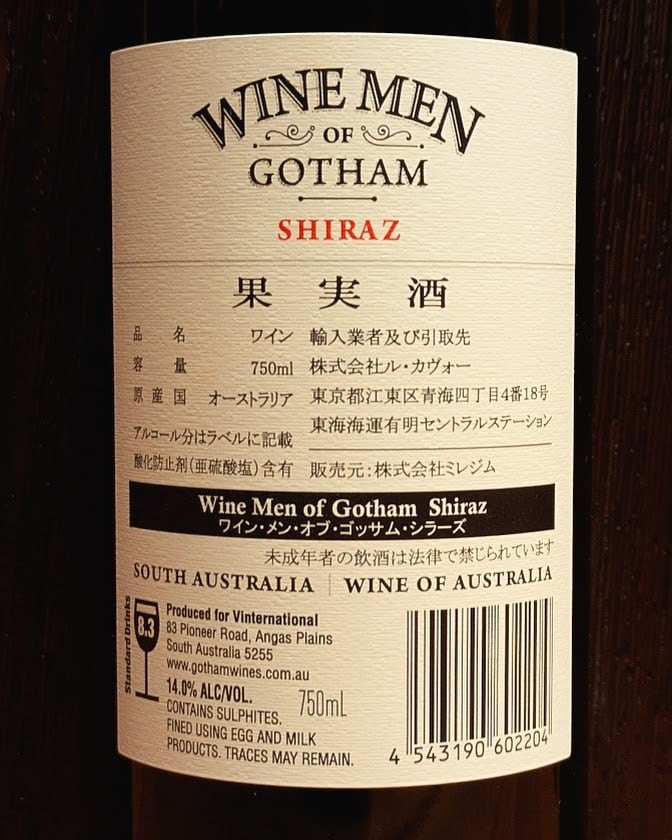 WINE MEN
OF
GOTHAM
SHIRAZ
果実酒
品名 ワイン
容量 750ml
原産国 オーストラリア
アルコール分はラベルに記載
酸化防止剤(亜硫酸塩)含有
輸入業者及び引取先
株式会社ル・カヴォー
東京都江東区青海四丁目4番18号
東海海運有明セントラルステーション
販売元:株式会社ミレジム
Wine Men of Gotham Shiraz
ワイン・メン・オブ・ゴッサム・シラーズ
未成年者の飲酒は法律で禁じられています
SOUTH AUSTRALIA | WINE OF AUSTRALIA
Standard Drinks
8.3
Produced for Vinternational
83 Pioneer Road, Angas Plains
South Australia 5255
www.gothamwines.com.au
14.0% ALC/VOL.
750mL
CONTAINS SULPHITES.
FINED USING EGG AND MILK
PRODUCTS. TRACES MAY REMAIN.
4 543190 602204